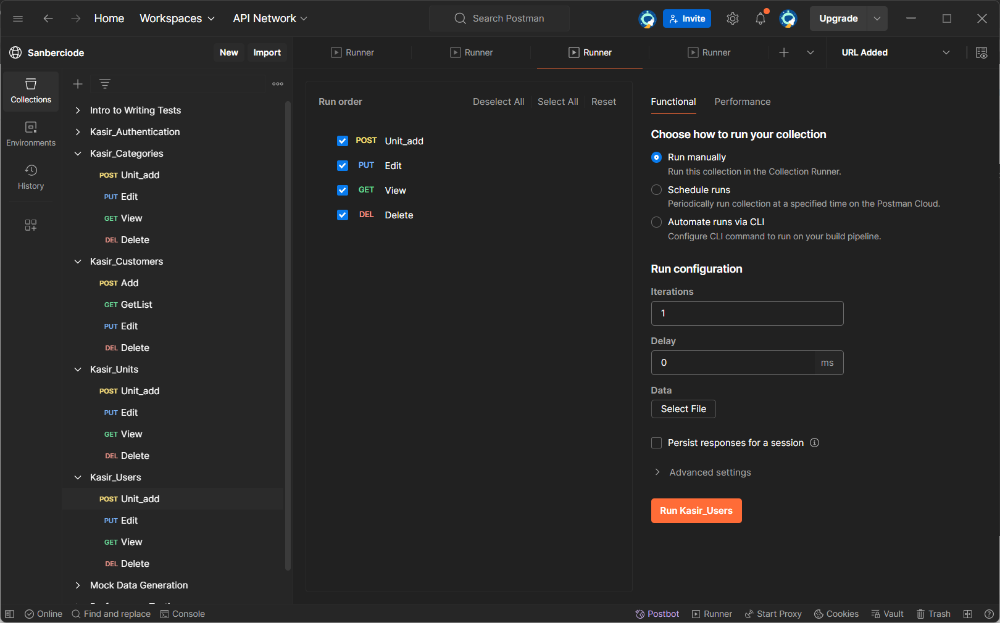 Home Workspaces API Network Search Postman Invite Upgrade
Sanberciode New Import Runner Runner Runner Runner URL Added
Collections
Environments
History
Intro to Writing Tests
Kasir_Authentication
Kasir_Categories
POST Unit_add
PUT Edit
GET View
DEL Delete
Kasir_Customers
POST Add
GET GetList
PUT Edit
DEL Delete
Kasir_Units
POST Unit_add
PUT Edit
GET View
DEL Delete
Kasir_Users
POST Unit_add
PUT Edit
GET View
DEL Delete
Mock Data Generation
Run order Deselect All Select All Reset
POST Unit_add
PUT Edit
GET View
DEL Delete
Functional Performance
Choose how to run your collection
Run manually
Run this collection in the Collection Runner.
Schedule runs
Periodically run collection at a specified time on the Postman Cloud.
Automate runs via CLI
Configure CLI command to run on your build pipeline.
Run configuration
Iterations
1
Delay
0 ms
Data
Select File
Persist responses for a session
Advanced settings
Run Kasir_Users
Online Find and replace Console Postbot Runner Start Proxy Cookies Vault Trash